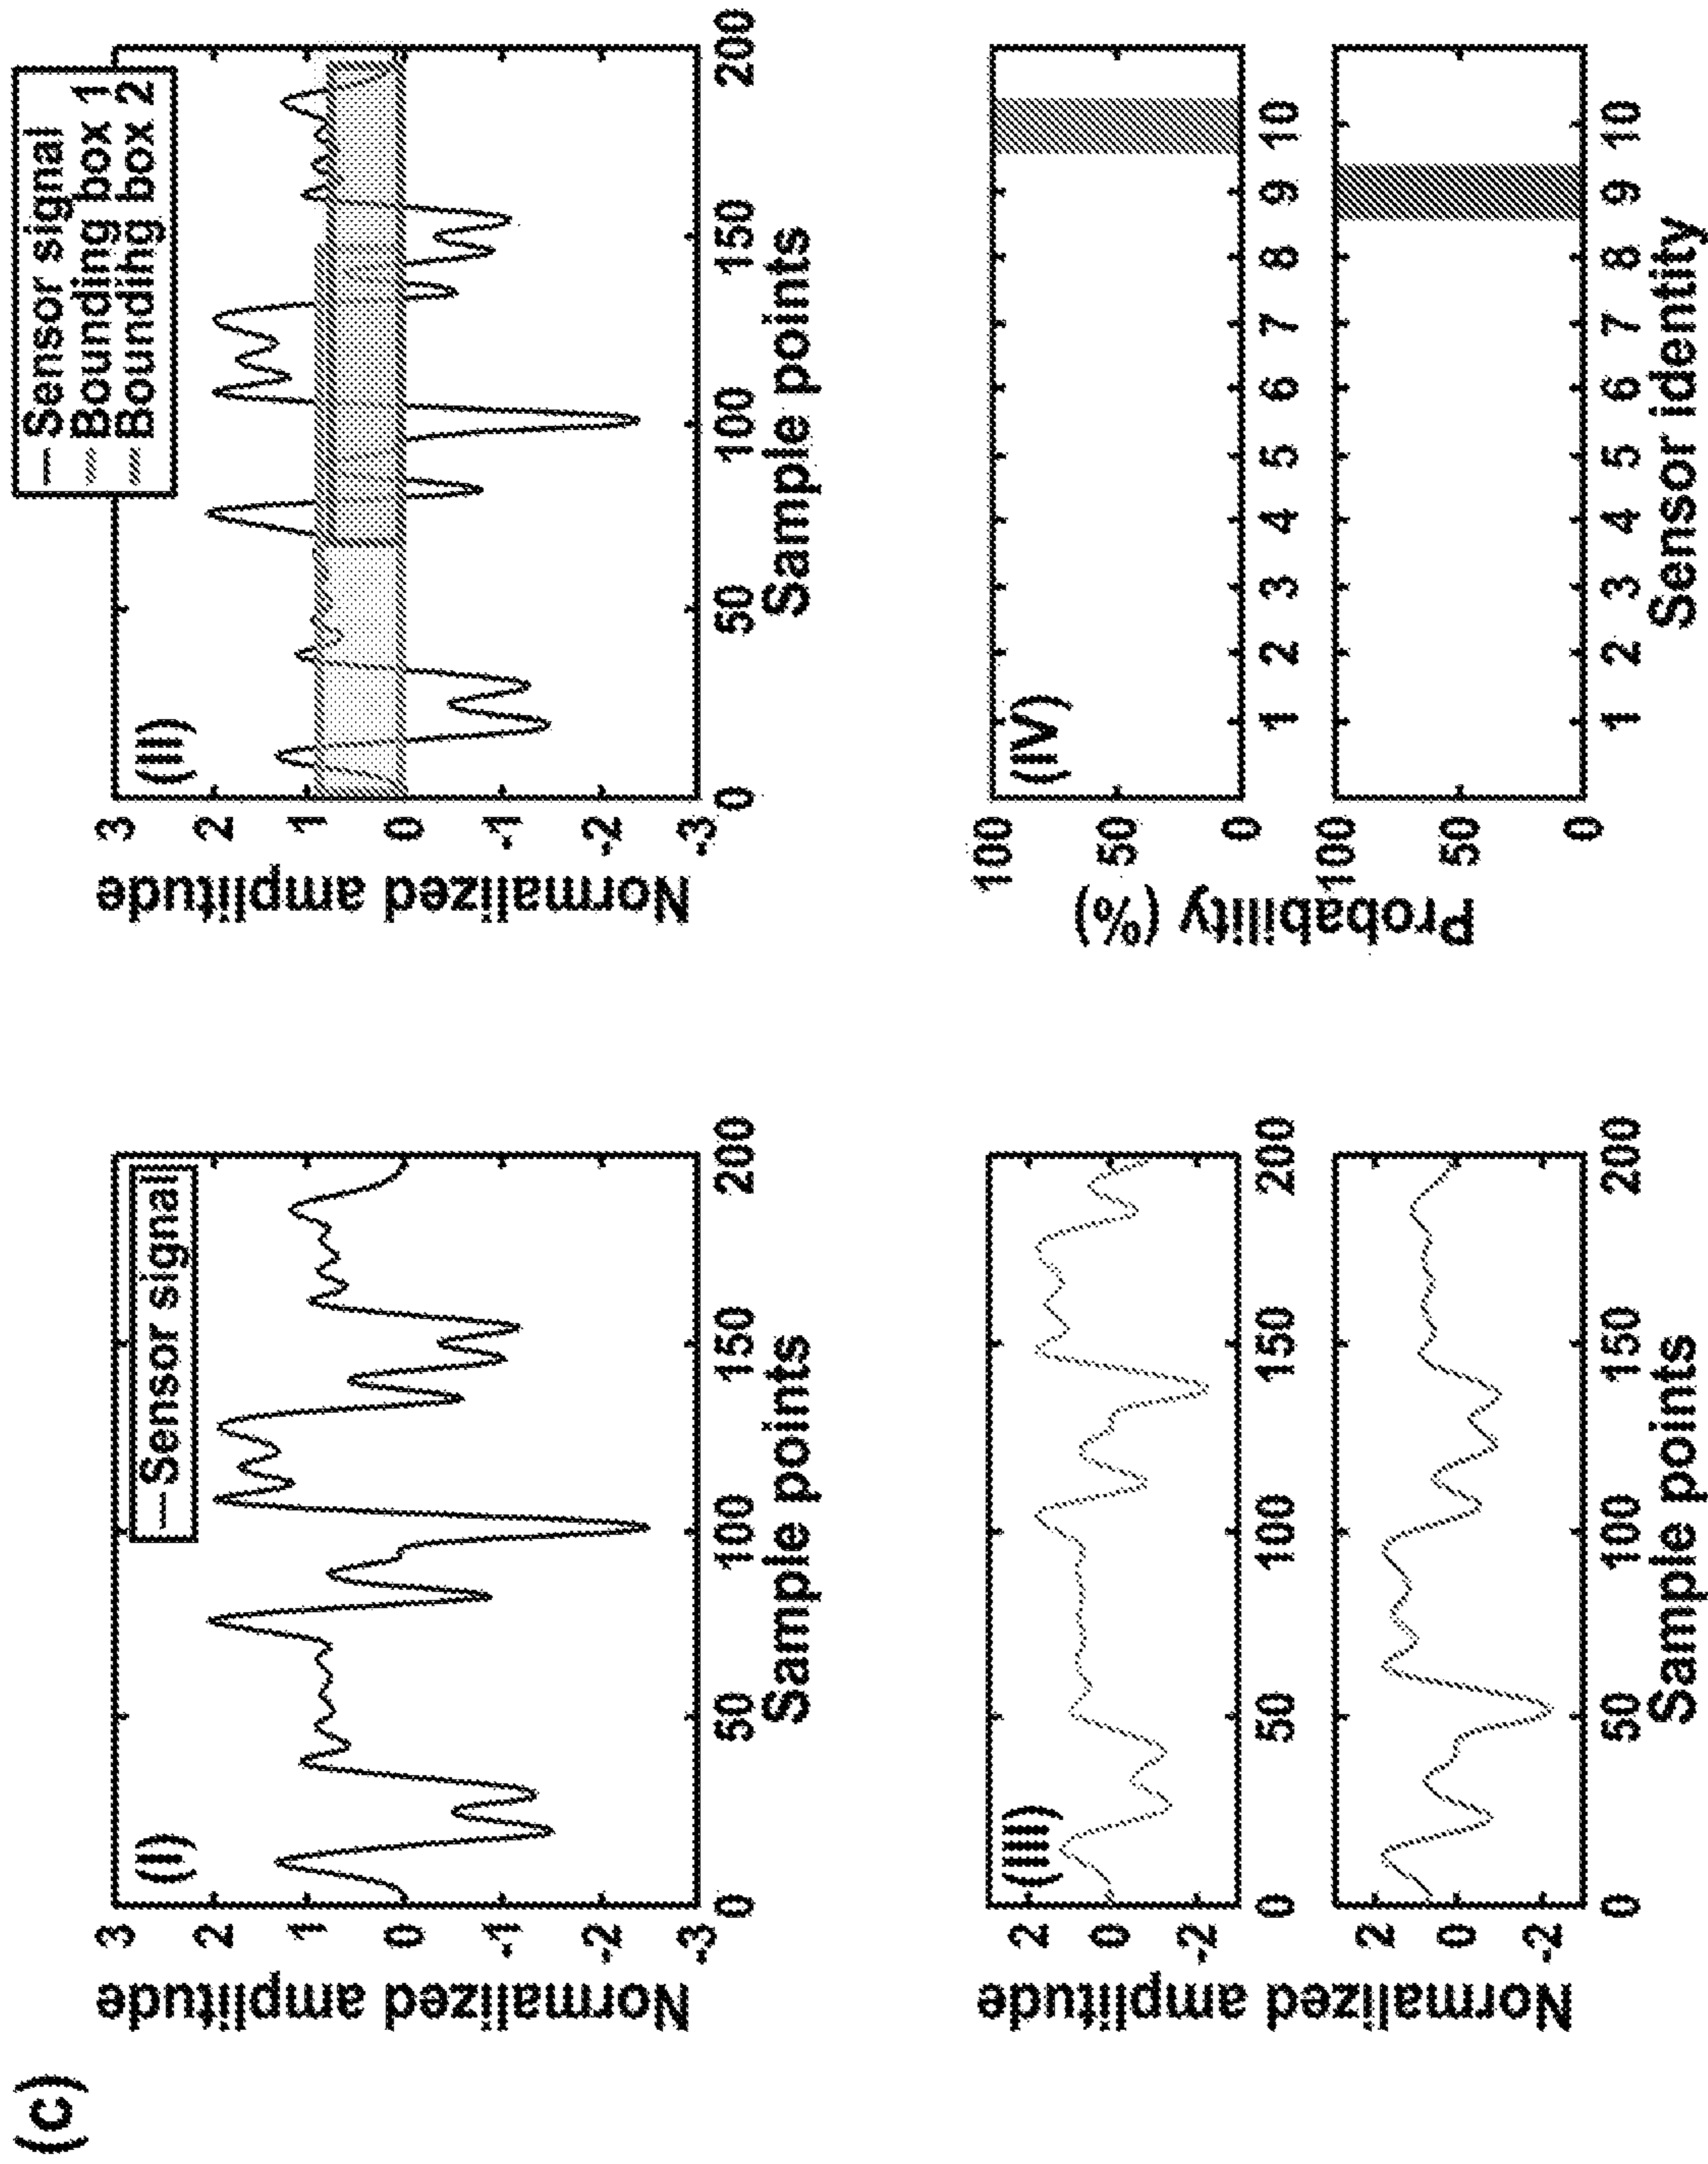 (c)
(I)
Sensor signal
Normalized amplitude
3
2
1
0
-1
-2
-3
0 50 100 150 200
Sample points
(II)
Sensor signal
Bounding box 1
Boundihg box 2
Normalized amplitude
3
2
1
0
-1
-2
-3
0 50 100 150 200
Sample points
(III)
Normalized amplitude
2
0
-2
0 50 100 150 200
2
0
-2
0 50 100 150 200
Sample points
(IV)
Probability (%)
100
50
0
1 2 3 4 5 6 7 8 9 10
100
50
0
1 2 3 4 5 6 7 8 9 10
Sensor identity